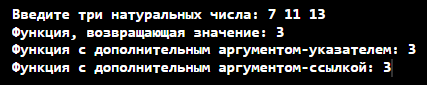 Введите три натуральных числа: 7 11 13
Функция, возвращающая значение: 3
Функция с дополнительным аргументом-указателем: 3
Функция с дополнительным аргументом-ссылкой: 3